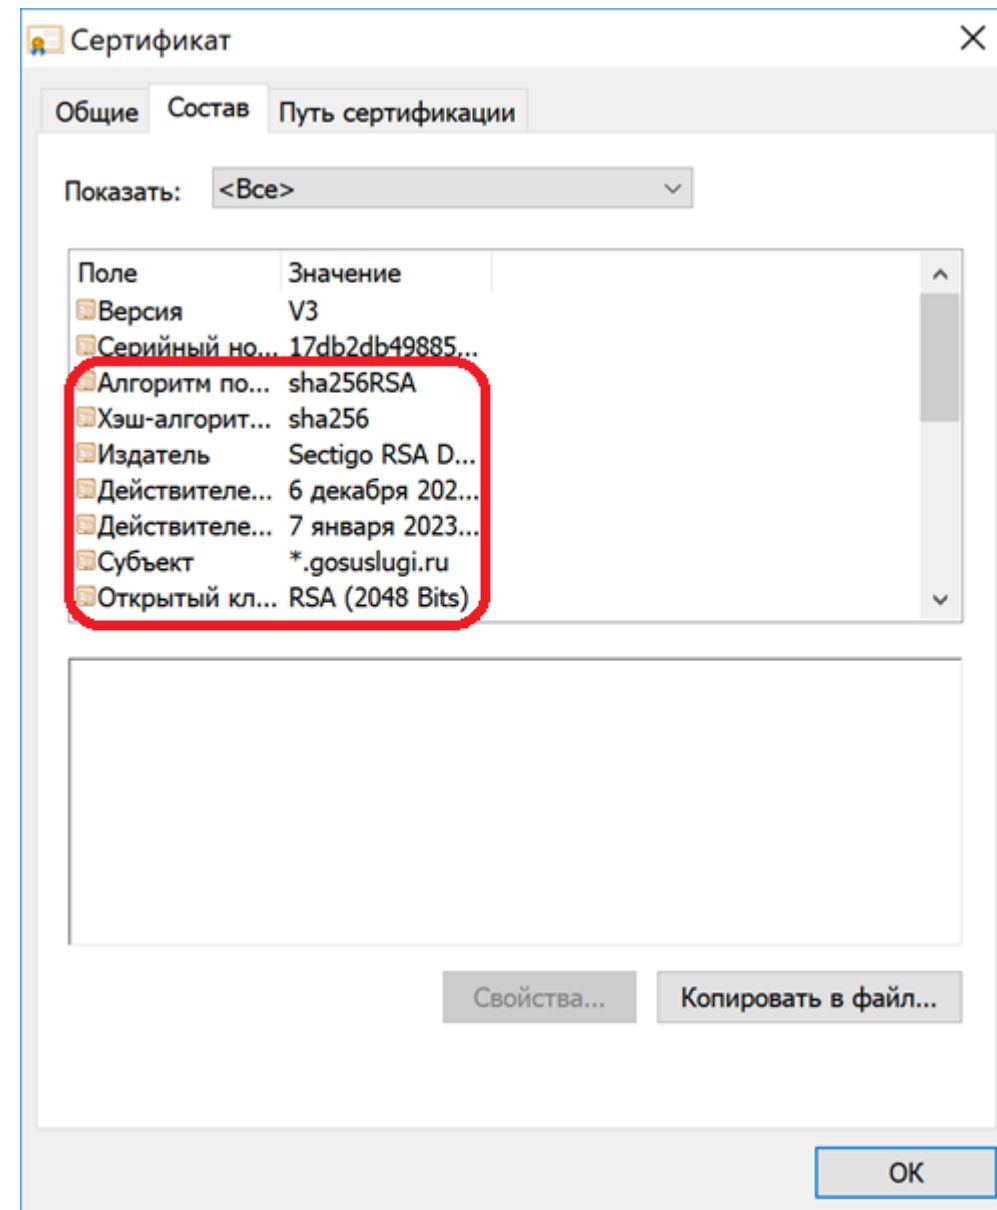 Сертификат
Общие Состав Путь сертификации
Показать: <Все>
Поле Значение
Версия V3
Серийный но... 17db2db49885...
Алгоритм по... sha256RSA
Хэш-алгорит... sha256
Издатель Sectigo RSA D...
Действителе... 6 декабря 202...
Действителе... 7 января 2023...
Субъект *.gosuslugi.ru
Открытый кл... RSA (2048 Bits)
Свойства... Копировать в файл...
ОК